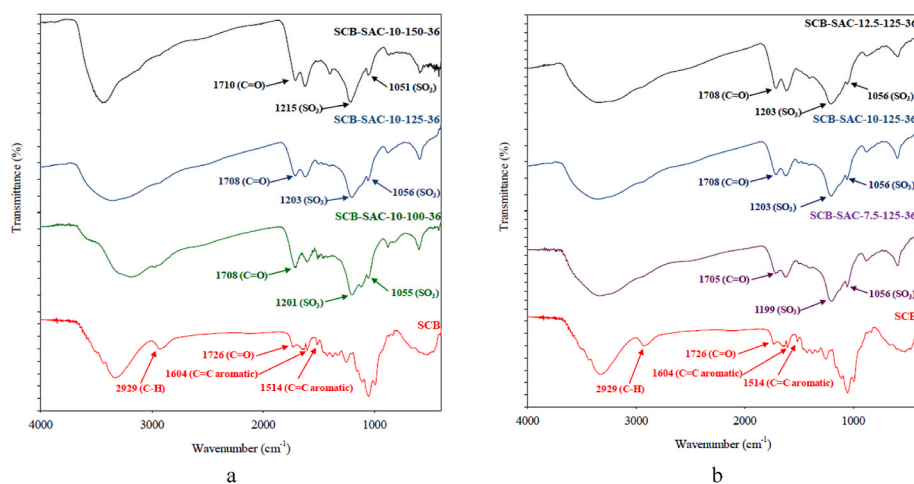 SCB-SAC-10-150-36
1710 (C=O)
1051 (SO3)
1215 (SO3)
SCB-SAC-10-125-36
1708 (C=O)
1056 (SO3)
1203 (SO3)
SCB-SAC-10-100-36
1708 (C=O)
1055 (SO3)
1201 (SO3)
SCB
1726 (C=O)
1604 (C=C aromatic)
2929 (C-H)
1514 (C=C aromatic)
Transmittance (%)
4000 3000 2000 1000
Wavenumber (cm-1)
a
SCB-SAC-12.5-125-36
1708 (C=O)
1056 (SO3)
1203 (SO3)
SCB-SAC-10-125-36
1708 (C=O)
1056 (SO3)
1203 (SO3)
SCB-SAC-7.5-125-36
1705 (C=O)
1056 (SO3)
1199 (SO3)
SCB
1726 (C=O)
1604 (C=C aromatic)
2929 (C-H)
1514 (C=C aromatic)
Transmittance (%)
4000 3000 2000 1000
Wavenumber (cm-1)
b